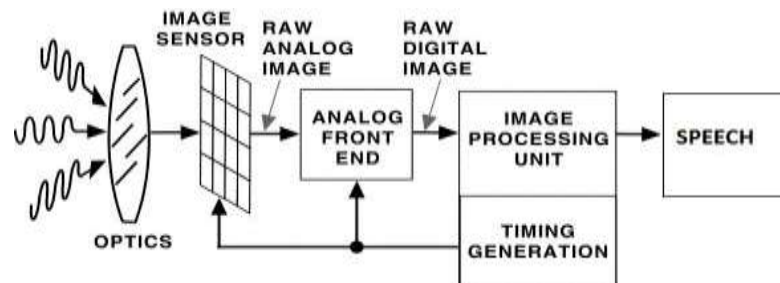 IMAGE
SENSOR
RAW
ANALOG
IMAGE
RAW
DIGITAL
IMAGE
OPTICS
ANALOG
FRONT
END
IMAGE
PROCESSING
UNIT
SPEECH
TIMING
GENERATION